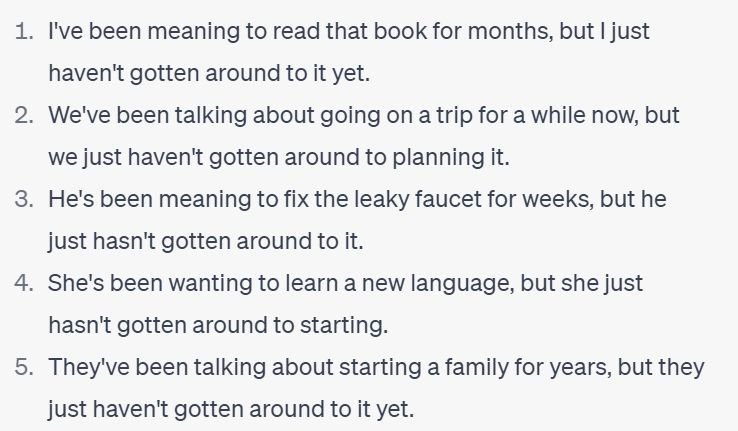 1. I've been meaning to read that book for months, but I just
haven't gotten around to it yet.
2. We've been talking about going on a trip for a while now, but
we just haven't gotten around to planning it.
3. He's been meaning to fix the leaky faucet for weeks, but he
just hasn't gotten around to it.
4. She's been wanting to learn a new language, but she just
hasn't gotten around to starting.
5. They've been talking about starting a family for years, but they
just haven't gotten around to it yet.